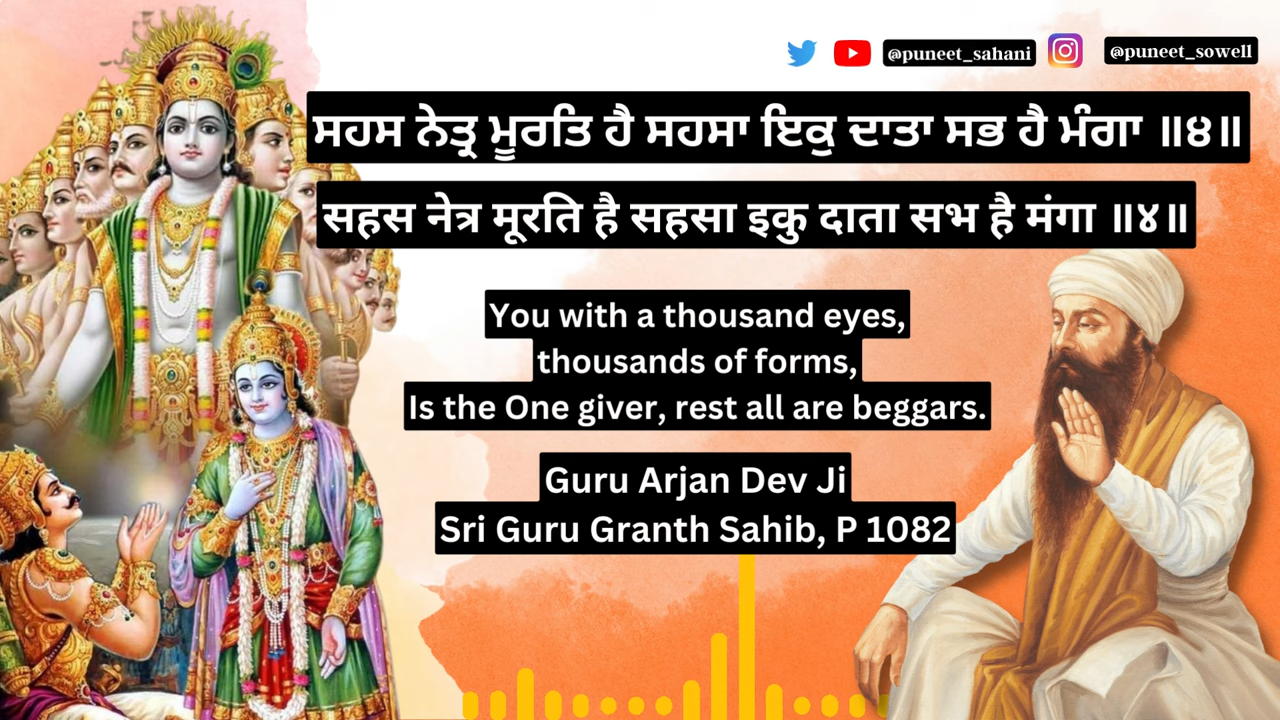 @puneet_sahani @puneet_sowell
ਸਹਸ ਨੇਤ੍ਰ ਮੂਰਤਿ ਹੈ ਸਹਸਾ ਇਕੁ ਦਾਤਾ ਸਭ ਹੈ ਮੰਗਾ ॥੪॥
सहस नेत्र मूरति है सहसा इकु दाता सभ है मंगा ॥४॥
You with a thousand eyes,
thousands of forms,
Is the One giver, rest all are beggars.
Guru Arjan Dev Ji
Sri Guru Granth Sahib, P 1082